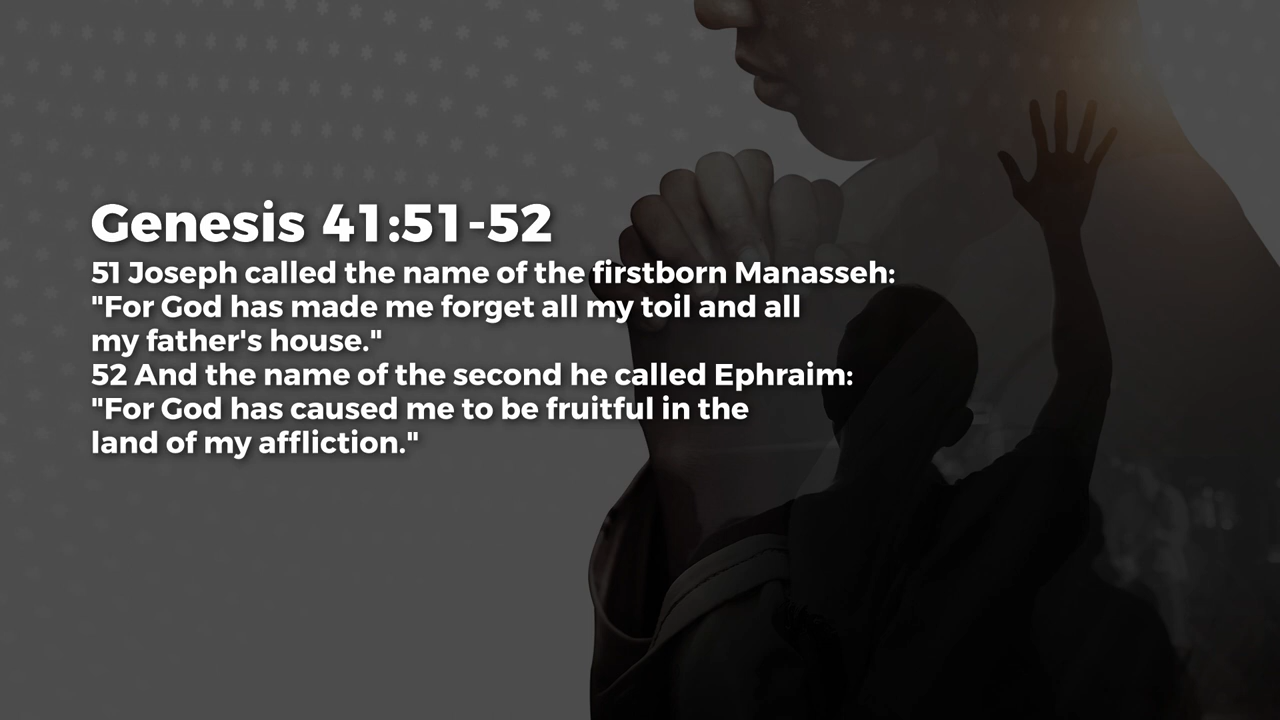 Genesis 41:51-52
51 Joseph called the name of the firstborn Manasseh:
"For God has made me forget all my toil and all
my father's house."
52 And the name of the second he called Ephraim:
"For God has caused me to be fruitful in the
land of my affliction."